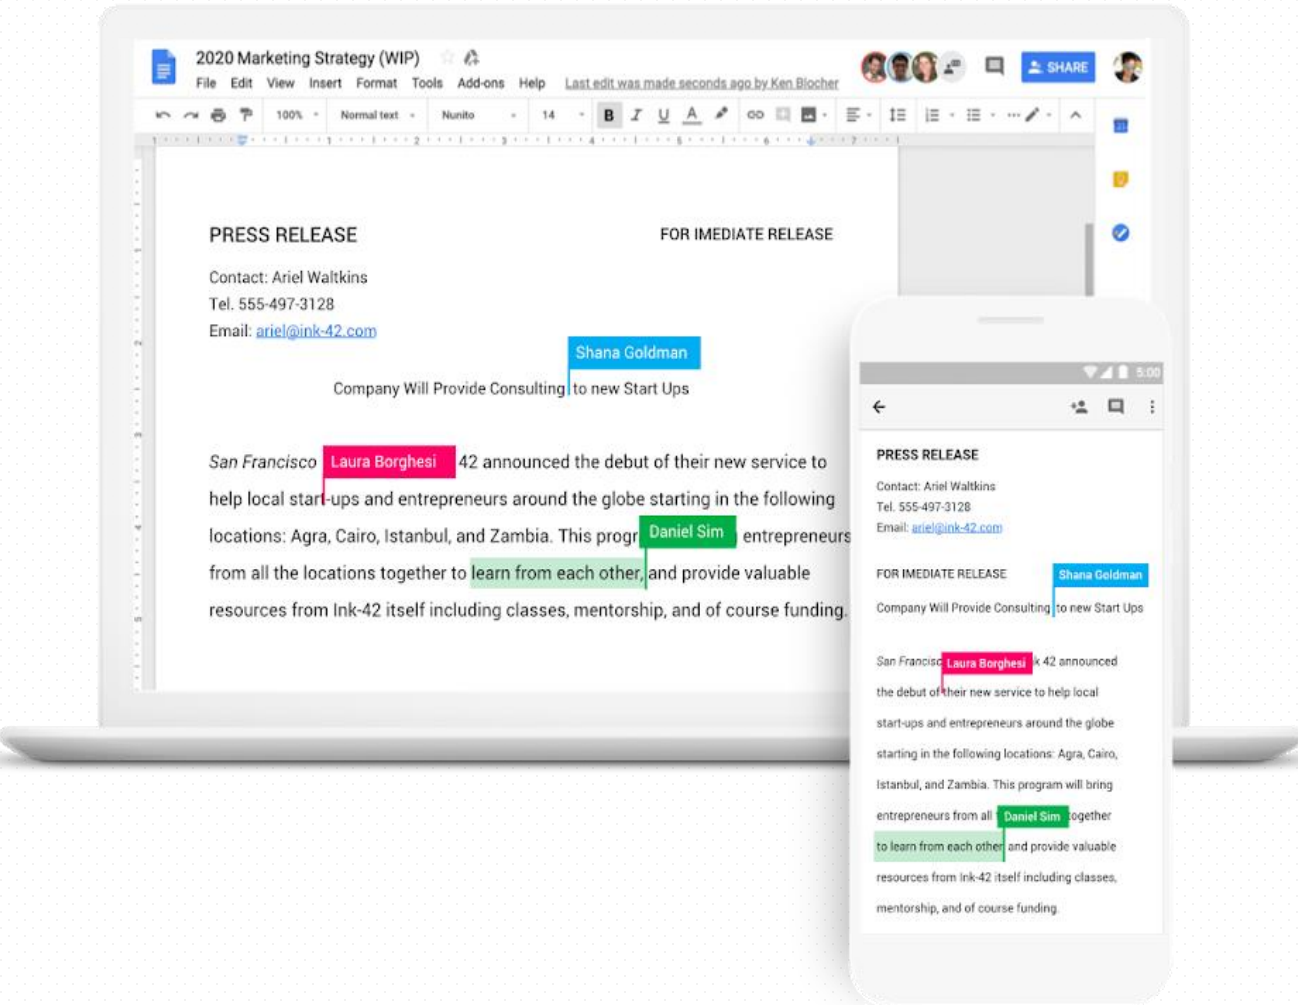 2020 Marketing Strategy (WIP)
SHARE
File Edit View Insert Format Tools Add-ons Help Last edit was made seconds ago by Ken Blocher
100% Normal text Nunito 14 B I U A
1 1 2 3 4 5 6 7
PRESS RELEASE FOR IMEDIATE RELEASE
Contact: Ariel Waltkins
Tel. 555-497-3128
Email: ariel@ink-42.com
Shana Goldman
Company Will Provide Consulting to new Start Ups
San Francisco Laura Borghesi 42 announced the debut of their new service to
help local start-ups and entrepreneurs around the globe starting in the following
locations: Agra, Cairo, Istanbul, and Zambia. This progr Daniel Sim entrepreneurs
from all the locations together to learn from each other, and provide valuable
resources from Ink-42 itself including classes, mentorship, and of course funding.
5:00
PRESS RELEASE
Contact: Ariel Waltkins
Tel. 555-497-3128
Email: ariel@ink-42.com
FOR IMEDIATE RELEASE Shana Goldman
Company Will Provide Consulting to new Start Ups
San Francisc Laura Borghesi k 42 announced
the debut of their new service to help local
start-ups and entrepreneurs around the globe
starting in the following locations: Agra, Cairo,
Istanbul, and Zambia. This program will bring
entrepreneurs from all Daniel Sim ogether
to learn from each other and provide valuable
resources from Ink-42 itself including classes,
mentorship, and of course funding.